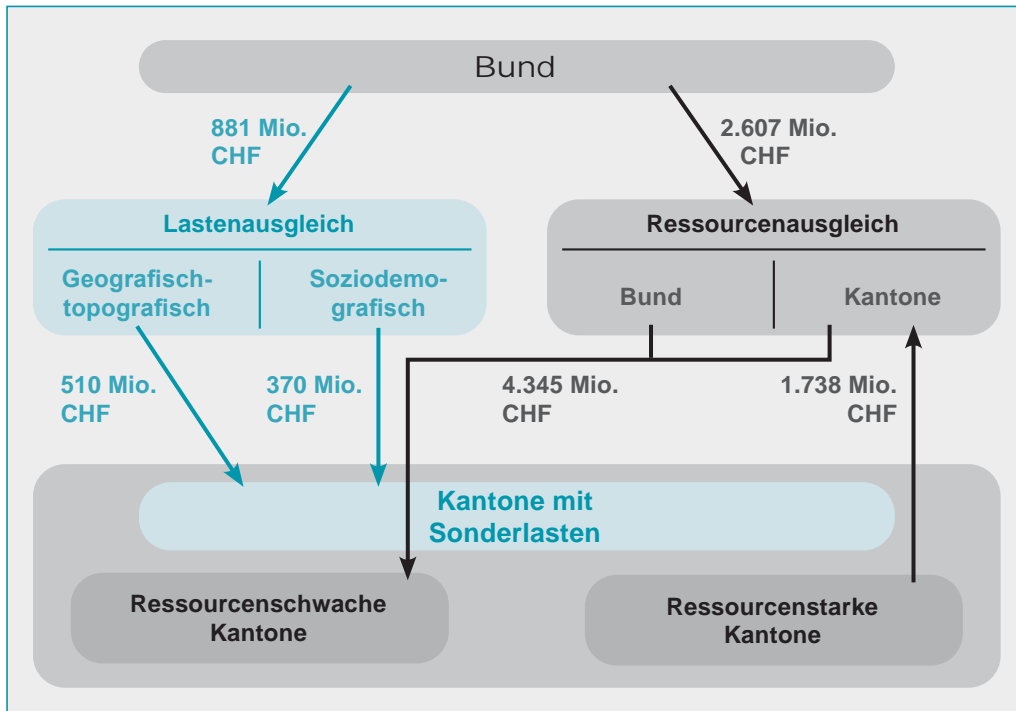 Bund
881 Mio.
CHF
2.607 Mio.
CHF
Lastenausgleich
Geografisch-
topografisch
Soziodemo-
grafisch
Ressourcenausgleich
Bund
Kantone
510 Mio.
CHF
370 Mio.
CHF
4.345 Mio.
CHF
1.738 Mio.
CHF
Kantone mit
Sonderlasten
Ressourcenschwache
Kantone
Ressourcenstarke
Kantone